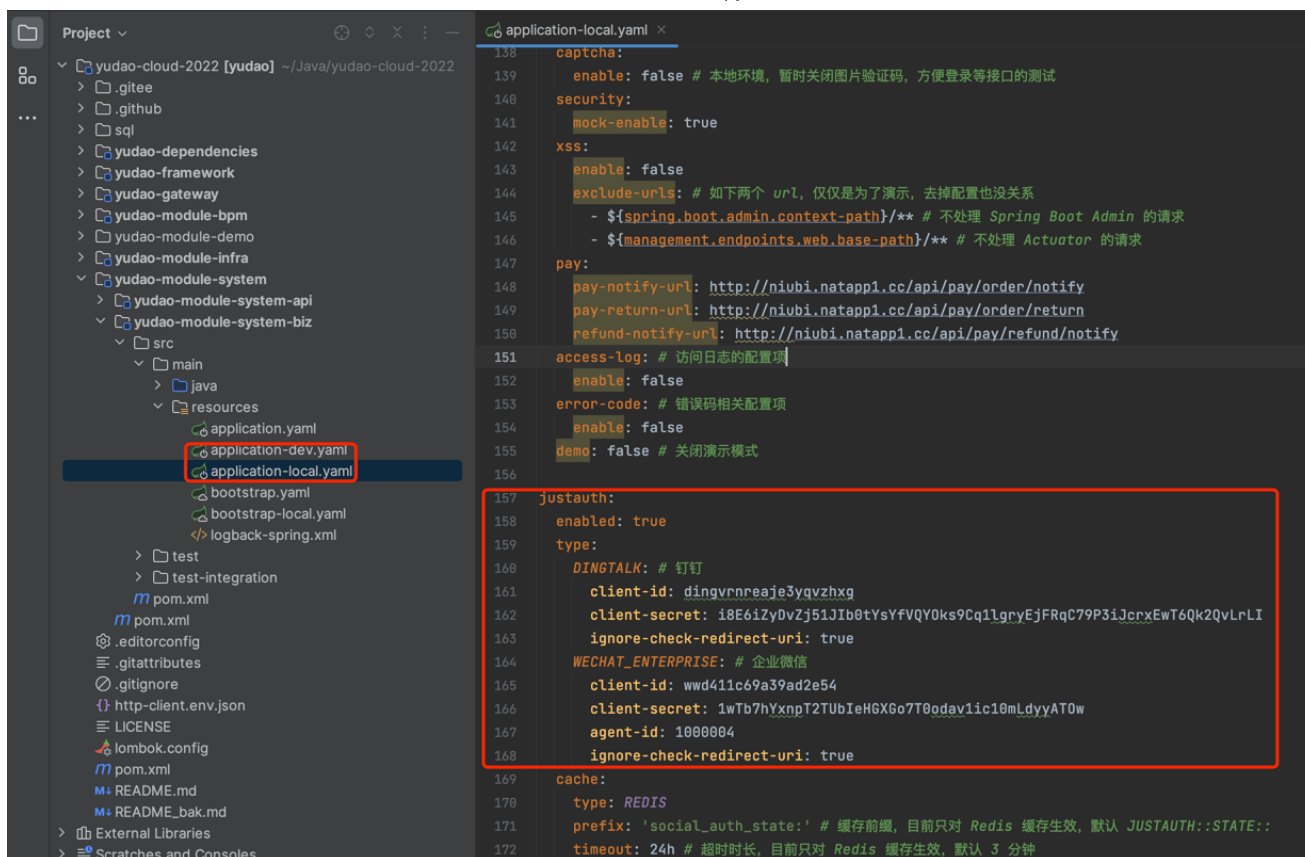 Project
yudao-cloud-2022 [yudao] ~/Java/yudao-cloud-2022
.gitee
.github
sql
yudao-dependencies
yudao-framework
yudao-gateway
yudao-module-bpm
yudao-module-demo
yudao-module-infra
yudao-module-system
yudao-module-system-api
yudao-module-system-biz
src
main
java
resources
application.yaml
application-dev.yaml
application-local.yaml
bootstrap.yaml
bootstrap-local.yaml
logback-spring.xml
test
test-integration
pom.xml
pom.xml
.editorconfig
.gitattributes
.gitignore
http-client.env.json
LICENSE
lombok.config
pom.xml
README.md
README_bak.md
External Libraries
Scratches and Consoles
application-local.yaml
138 captcha:
139 enable: false # 本地环境，暂时关闭图片验证码，方便登录等接口的测试
140 security:
141 mock-enable: true
142 xss:
143 enable: false
144 exclude-urls: # 如下两个 url，仅仅是为了演示，去掉配置也没关系
145 - ${spring.boot.admin.context-path}/** # 不处理 Spring Boot Admin 的请求
146 - ${management.endpoints.web.base-path}/** # 不处理 Actuator 的请求
147 pay:
148 pay-notify-url: http://niubi.natapp1.cc/api/pay/order/notify
149 pay-return-url: http://niubi.natapp1.cc/api/pay/order/return
150 refund-notify-url: http://niubi.natapp1.cc/api/pay/refund/notify
151 access-log: # 访问日志的配置项
152 enable: false
153 error-code: # 错误码相关配置项
154 enable: false
155 demo: false # 关闭演示模式
156
157 justauth:
158 enabled: true
159 type:
160 DINGTALK: # 钉钉
161 client-id: dingvrnreaje3yqvzhxg
162 client-secret: i8E6iZyDvZj51JIb0tYsYfVQYOks9Cq1lgryEjFRqC79P3iJcrxEwT6Qk2QvLrLI
163 ignore-check-redirect-uri: true
164 WECHAT_ENTERPRISE: # 企业微信
165 client-id: wwd411c69a39ad2e54
166 client-secret: 1wTb7hYxnpT2TUbIeHGXGo7T0odav1ic10mLdyyATOw
167 agent-id: 1000004
168 ignore-check-redirect-uri: true
169 cache:
170 type: REDIS
171 prefix: 'social_auth_state:' # 缓存前缀，目前只对 Redis 缓存生效，默认 JUSTAUTH::STATE::
172 timeout: 24h # 超时时长，目前只对 Redis 缓存生效，默认 3 分钟